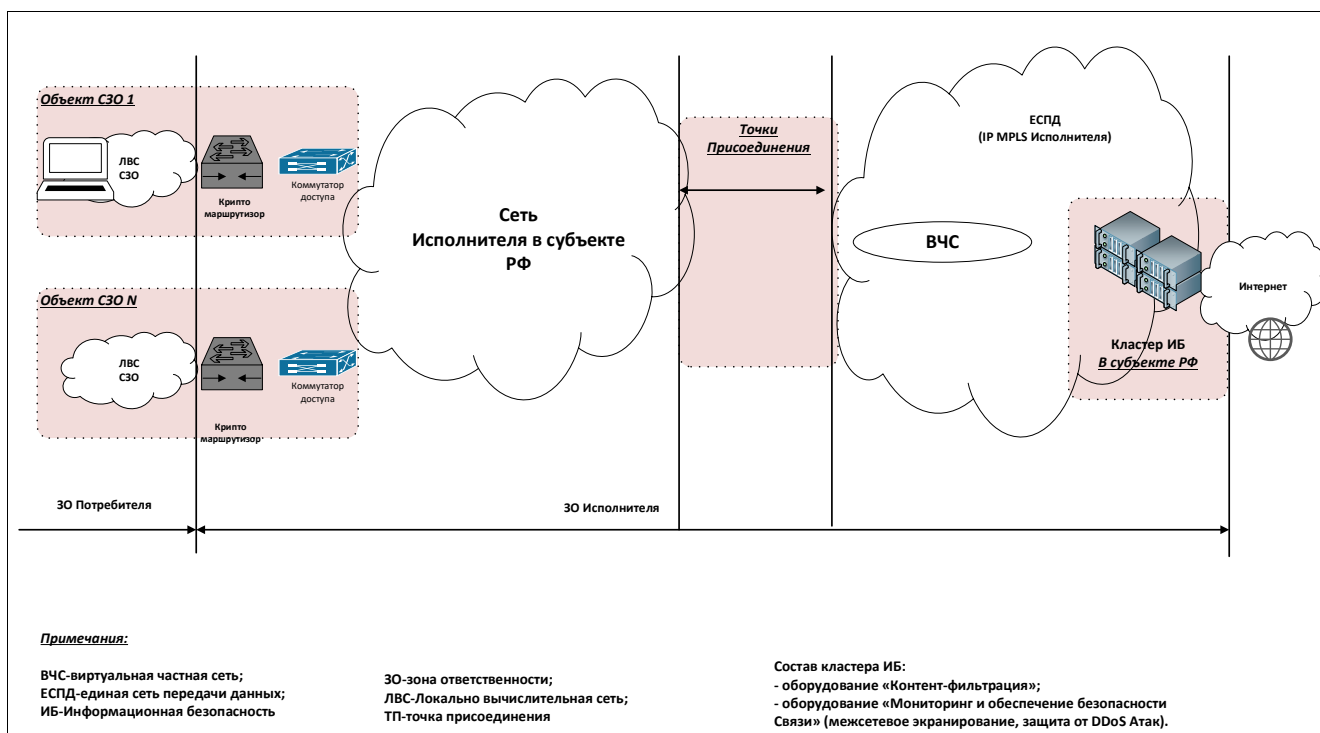 Объект СЗО 1
ЛВС
СЗО
Крипто
маршрутизор
Коммутатор
доступа
Объект СЗО N
ЛВС
СЗО
Крипто
маршрутизор
Коммутатор
доступа
Сеть
Исполнителя в субъекте
РФ
Точки
Присоединения
ЕСПД
(IP MPLS Исполнителя)
ВЧС
Кластер ИБ
В субъекте РФ
Интернет
ЗО Потребителя
ЗО Исполнителя
Примечания:
ВЧС-виртуальная частная сеть;
ЕСПД-единая сеть передачи данных;
ИБ-Информационная безопасность
ЗО-зона ответственности;
ЛВС-Локально вычислительная сеть;
ТП-точка присоединения
Состав кластера ИБ:
- оборудование «Контент-фильтрация»;
- оборудование «Мониторинг и обеспечение безопасности
Связи» (межсетевое экранирование, защита от DDoS Атак).